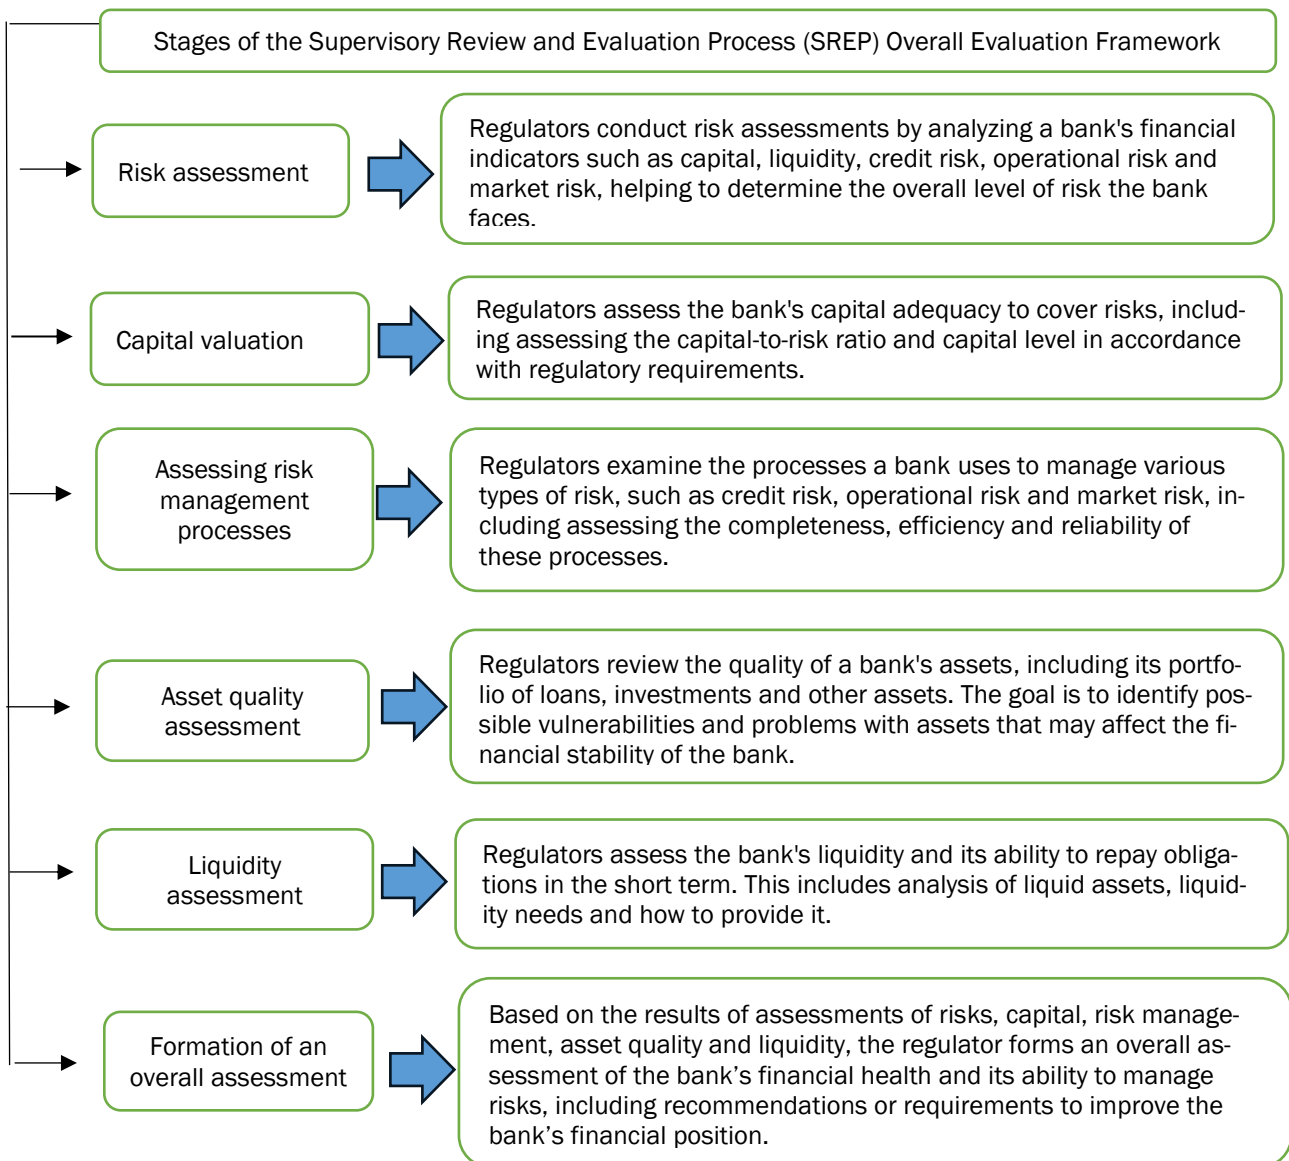 Stages of the Supervisory Review and Evaluation Process (SREP) Overall Evaluation Framework
Risk assessment
Regulators conduct risk assessments by analyzing a bank's financial
indicators such as capital, liquidity, credit risk, operational risk and
market risk, helping to determine the overall level of risk the bank
faces.
Capital valuation
Regulators assess the bank's capital adequacy to cover risks, includ-
ing assessing the capital-to-risk ratio and capital level in accordance
with regulatory requirements.
Assessing risk
management
processes
Regulators examine the processes a bank uses to manage various
types of risk, such as credit risk, operational risk and market risk, in-
cluding assessing the completeness, efficiency and reliability of
these processes.
Asset quality
assessment
Regulators review the quality of a bank's assets, including its portfo-
lio of loans, investments and other assets. The goal is to identify pos-
sible vulnerabilities and problems with assets that may affect the fi-
nancial stability of the bank.
Liquidity
assessment
Regulators assess the bank's liquidity and its ability to repay obliga-
tions in the short term. This includes analysis of liquid assets, liquid-
ity needs and how to provide it.
Formation of an
overall assessment
Based on the results of assessments of risks, capital, risk manage-
ment, asset quality and liquidity, the regulator forms an overall as-
sessment of the bank’s financial health and its ability to manage
risks, including recommendations or requirements to improve the
bank’s financial position.